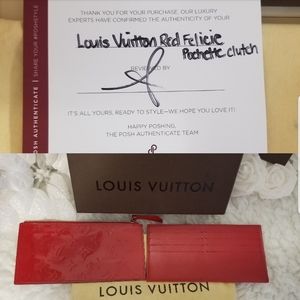 THANK YOU FOR YOUR PURCHASE. OUR LUXURY
EXPERTS HAVE CONFIRMED THE AUTHENTICITY OF YOUR
Louis Vuitton Red Felicie
Pochette Clutch
REVIEWED BY
IT'S ALL YOURS, READY TO STYLE—WE HOPE YOU LOVE IT!
HAPPY POSHING,
THE POSH AUTHENTICATE TEAM
POSH AUTHENTICATE | SHARE YOUR #POSHSTYLE
LOUIS VUITTON
LOUIS VUITTON